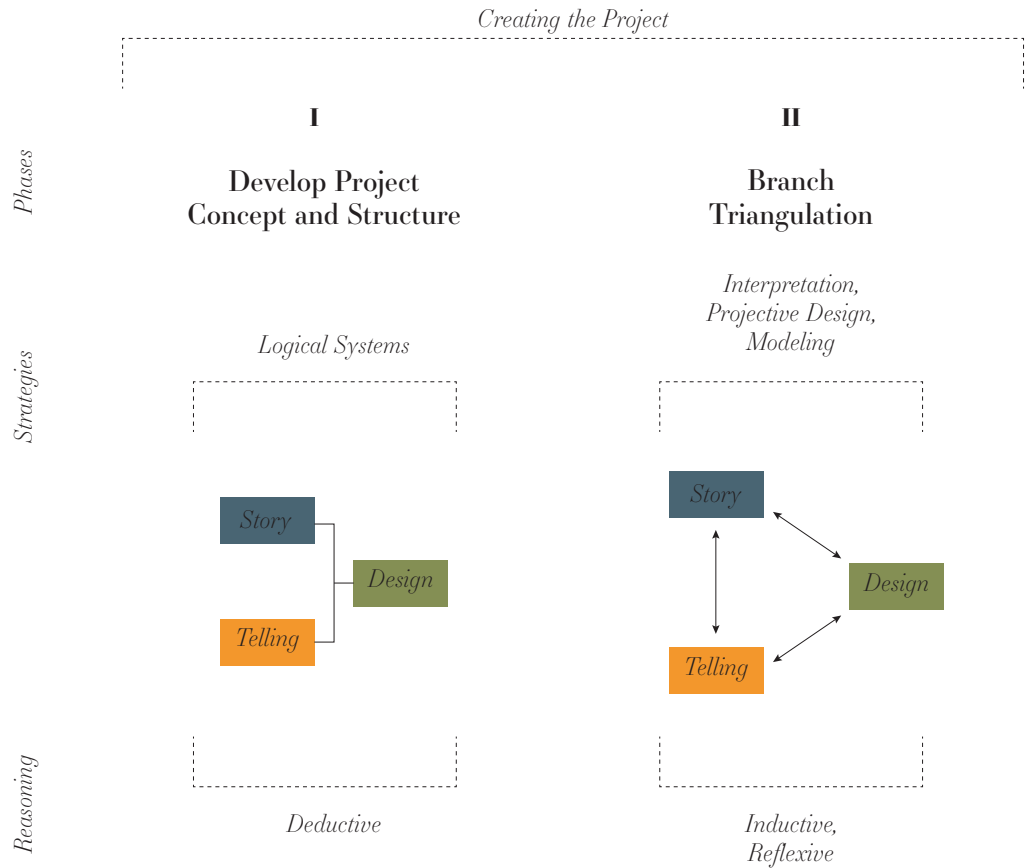 Creating the Project
Phases
I
Develop Project
Concept and Structure
II
Branch
Triangulation
Strategies
Logical Systems
Interpretation,
Projective Design,
Modeling
Story
Design
Telling
Story
Design
Telling
Reasoning
Deductive
Inductive,
Reflexive